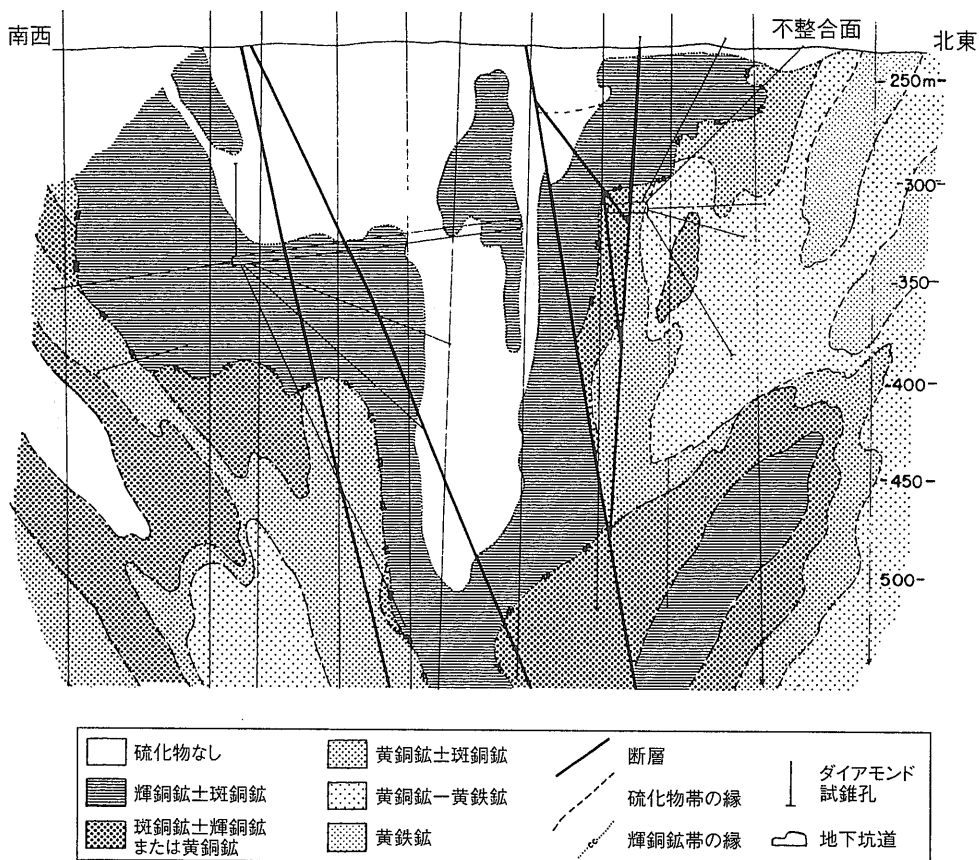 南西
不整合面
北東
250m
300
350
400
450
500
硫化物なし
輝銅鉱±斑銅鉱
斑銅鉱±輝銅鉱
または黄銅鉱
黄銅鉱±斑銅鉱
黄銅鉱ー黄鉄鉱
黄鉄鉱
断層
硫化物帯の縁
輝銅鉱帯の縁
ダイアモンド
試錐孔
地下坑道